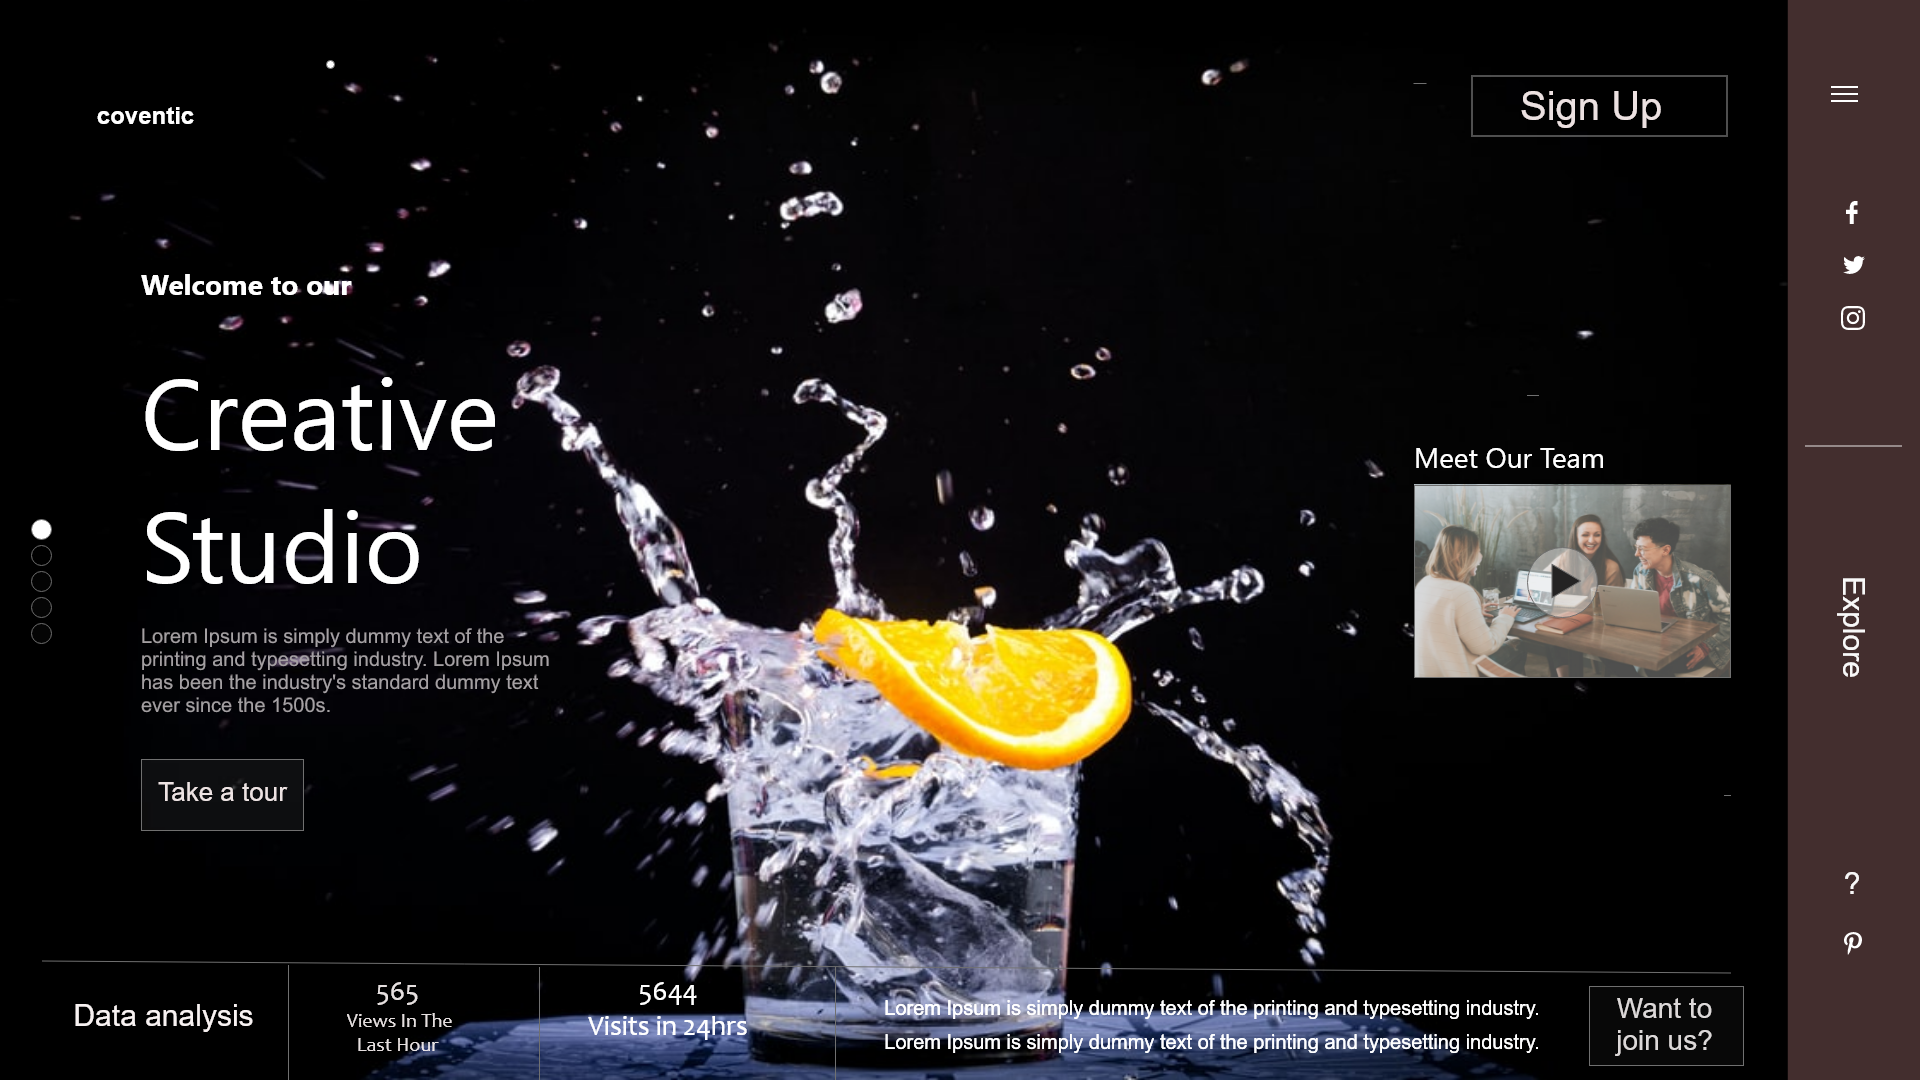 coventic
Sign Up
Welcome to our
Creative
Studio
Lorem Ipsum is simply dummy text of the
printing and typesetting industry. Lorem Ipsum
has been the industry's standard dummy text
ever since the 1500s.
Take a tour
Meet Our Team
Explore
?
Data analysis
565
Views In The
Last Hour
5644
Visits in 24hrs
Lorem Ipsum is simply dummy text of the printing and typesetting industry.
Lorem Ipsum is simply dummy text of the printing and typesetting industry.
Want to
join us?